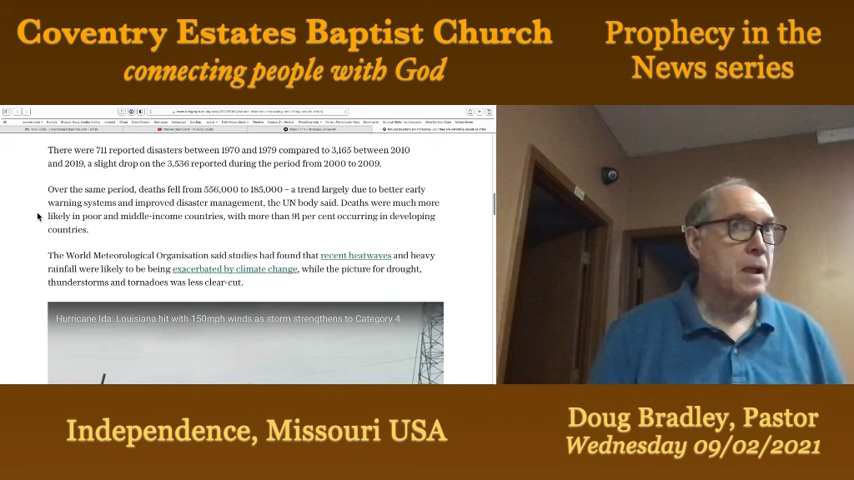 Coventry Estates Baptist Church
connecting people with God
Prophecy in the
News series
There were 711 reported disasters between 1970 and 1979 compared to 3,165 between 2010
and 2019, a slight drop on the 3,536 reported during the period from 2000 to 2009.
Over the same period, deaths fell from 556,000 to 185,000 – a trend largely due to better early
warning systems and improved disaster management, the UN body said. Deaths were much more
likely in poor and middle-income countries, with more than 91 per cent occurring in developing
countries.
The World Meteorological Organisation said studies had found that recent heatwaves and heavy
rainfall were likely to be being exacerbated by climate change, while the picture for drought,
thunderstorms and tornadoes was less clear-cut.
Hurricane Ida: Louisiana hit with 150mph winds as storm strengthens to Category 4
Independence, Missouri USA
Doug Bradley, Pastor
Wednesday 09/02/2021